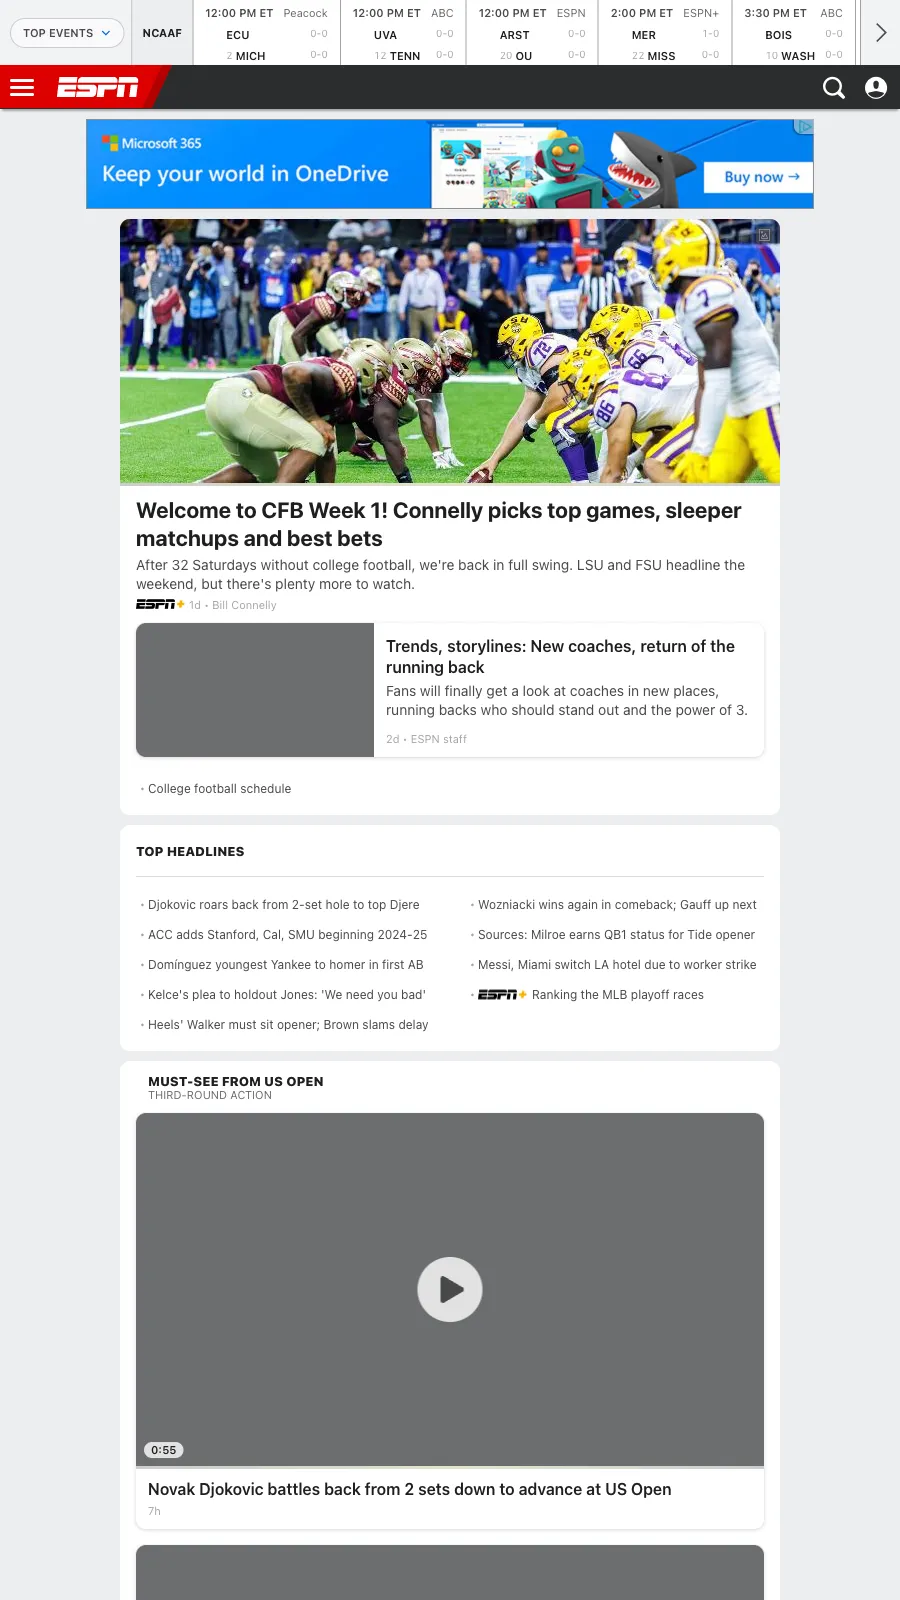 TOP EVENTS
NCAAF
12:00 PM ET Peacock
ECU 0-0
2 MICH 0-0
12:00 PM ET ABC
UVA 0-0
12 TENN 0-0
12:00 PM ET ESPN
ARST 0-0
20 OU 0-0
2:00 PM ET ESPN+
MER 1-0
22 MISS 0-0
3:30 PM ET ABC
BOIS 0-0
10 WASH 0-0
ESPN
Microsoft 365
Keep your world in OneDrive
Buy now →
72
86
7
Welcome to CFB Week 1! Connelly picks top games, sleeper
matchups and best bets
After 32 Saturdays without college football, we're back in full swing. LSU and FSU headline the
weekend, but there's plenty more to watch.
ESPN+ 1d • Bill Connelly
Trends, storylines: New coaches, return of the
running back
Fans will finally get a look at coaches in new places,
running backs who should stand out and the power of 3.
2d • ESPN staff
• College football schedule
TOP HEADLINES
• Djokovic roars back from 2-set hole to top Djere
• ACC adds Stanford, Cal, SMU beginning 2024-25
• Domínguez youngest Yankee to homer in first AB
• Kelce's plea to holdout Jones: 'We need you bad'
• Heels' Walker must sit opener; Brown slams delay
• Wozniacki wins again in comeback; Gauff up next
• Sources: Milroe earns QB1 status for Tide opener
• Messi, Miami switch LA hotel due to worker strike
• ESPN+ Ranking the MLB playoff races
MUST-SEE FROM US OPEN
THIRD-ROUND ACTION
0:55
Novak Djokovic battles back from 2 sets down to advance at US Open
7h